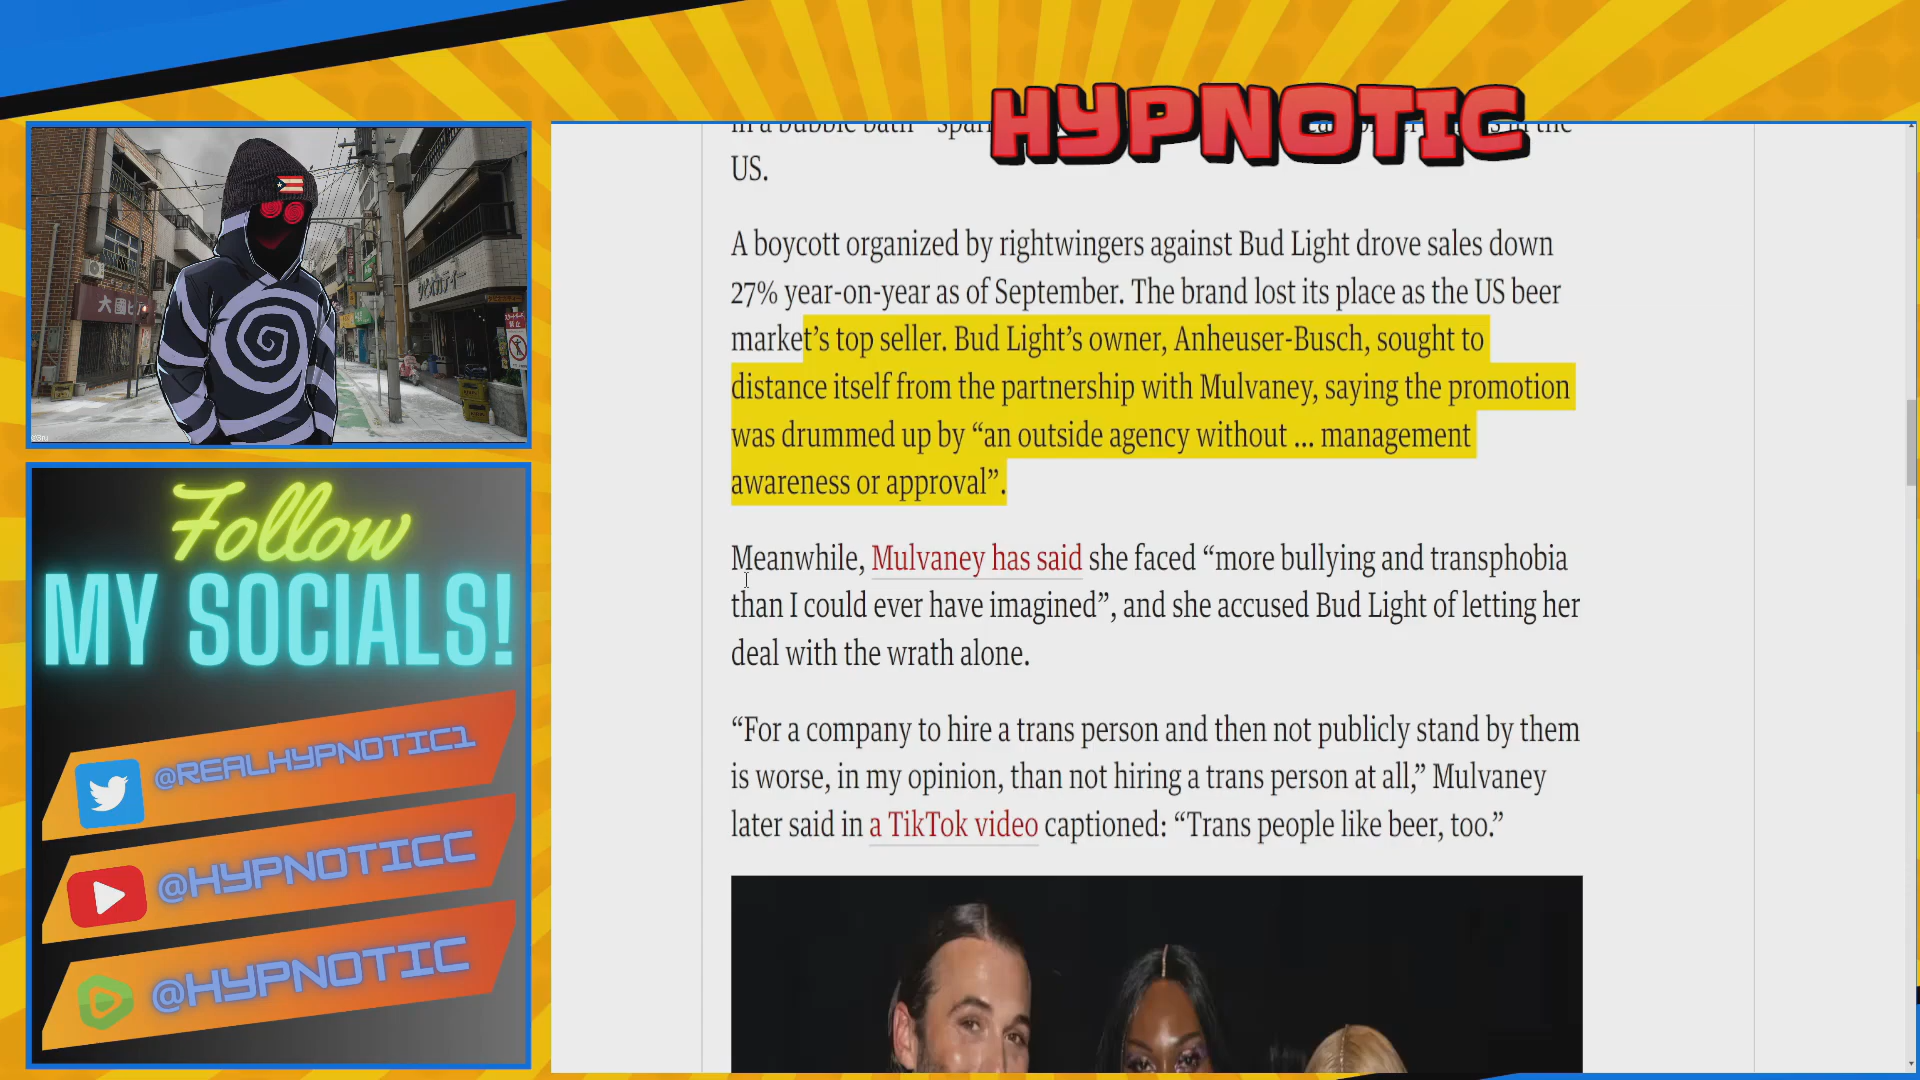 HYPNOTIC
in a bubble bath
in the
US.
A boycott organized by rightwingers against Bud Light drove sales down
27% year-on-year as of September. The brand lost its place as the US beer
market’s top seller. Bud Light’s owner, Anheuser-Busch, sought to
distance itself from the partnership with Mulvaney, saying the promotion
was drummed up by “an outside agency without ... management
awareness or approval”.
Meanwhile, Mulvaney has said she faced “more bullying and transphobia
than I could ever have imagined”, and she accused Bud Light of letting her
deal with the wrath alone.
“For a company to hire a trans person and then not publicly stand by them
is worse, in my opinion, than not hiring a trans person at all,” Mulvaney
later said in a TikTok video captioned: “Trans people like beer, too.”
Follow
MY SOCIALS!
@REALHYPNOTIC1
@HYPNOTICC
@HYPNOTIC